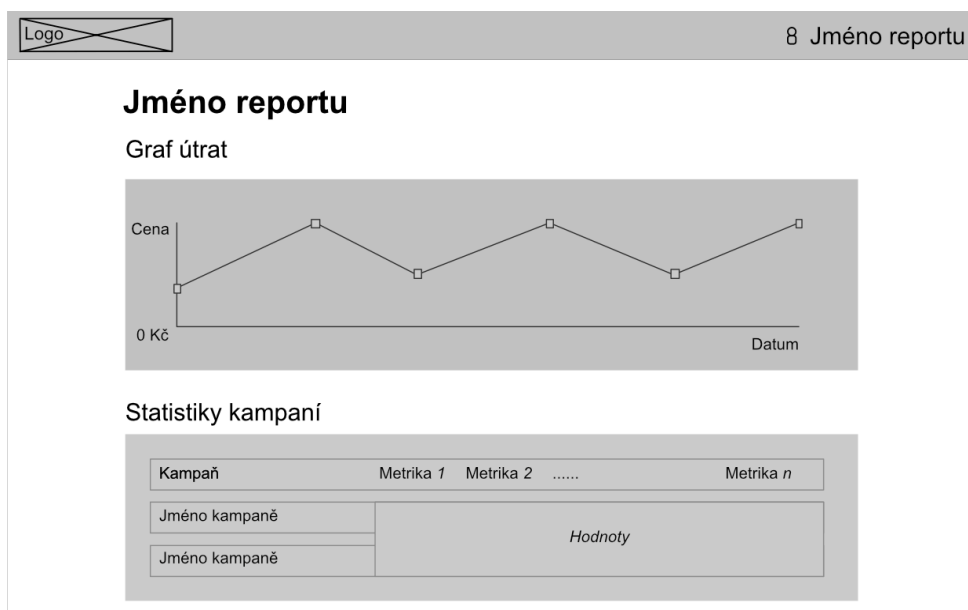 Logo
8 Jméno reportu
Jméno reportu
Graf útrat
Cena
0 Kč
Datum
Statistiky kampaní
Kampaň Metrika 1 Metrika 2 ...... Metrika n
Jméno kampaně
Hodnoty
Jméno kampaně